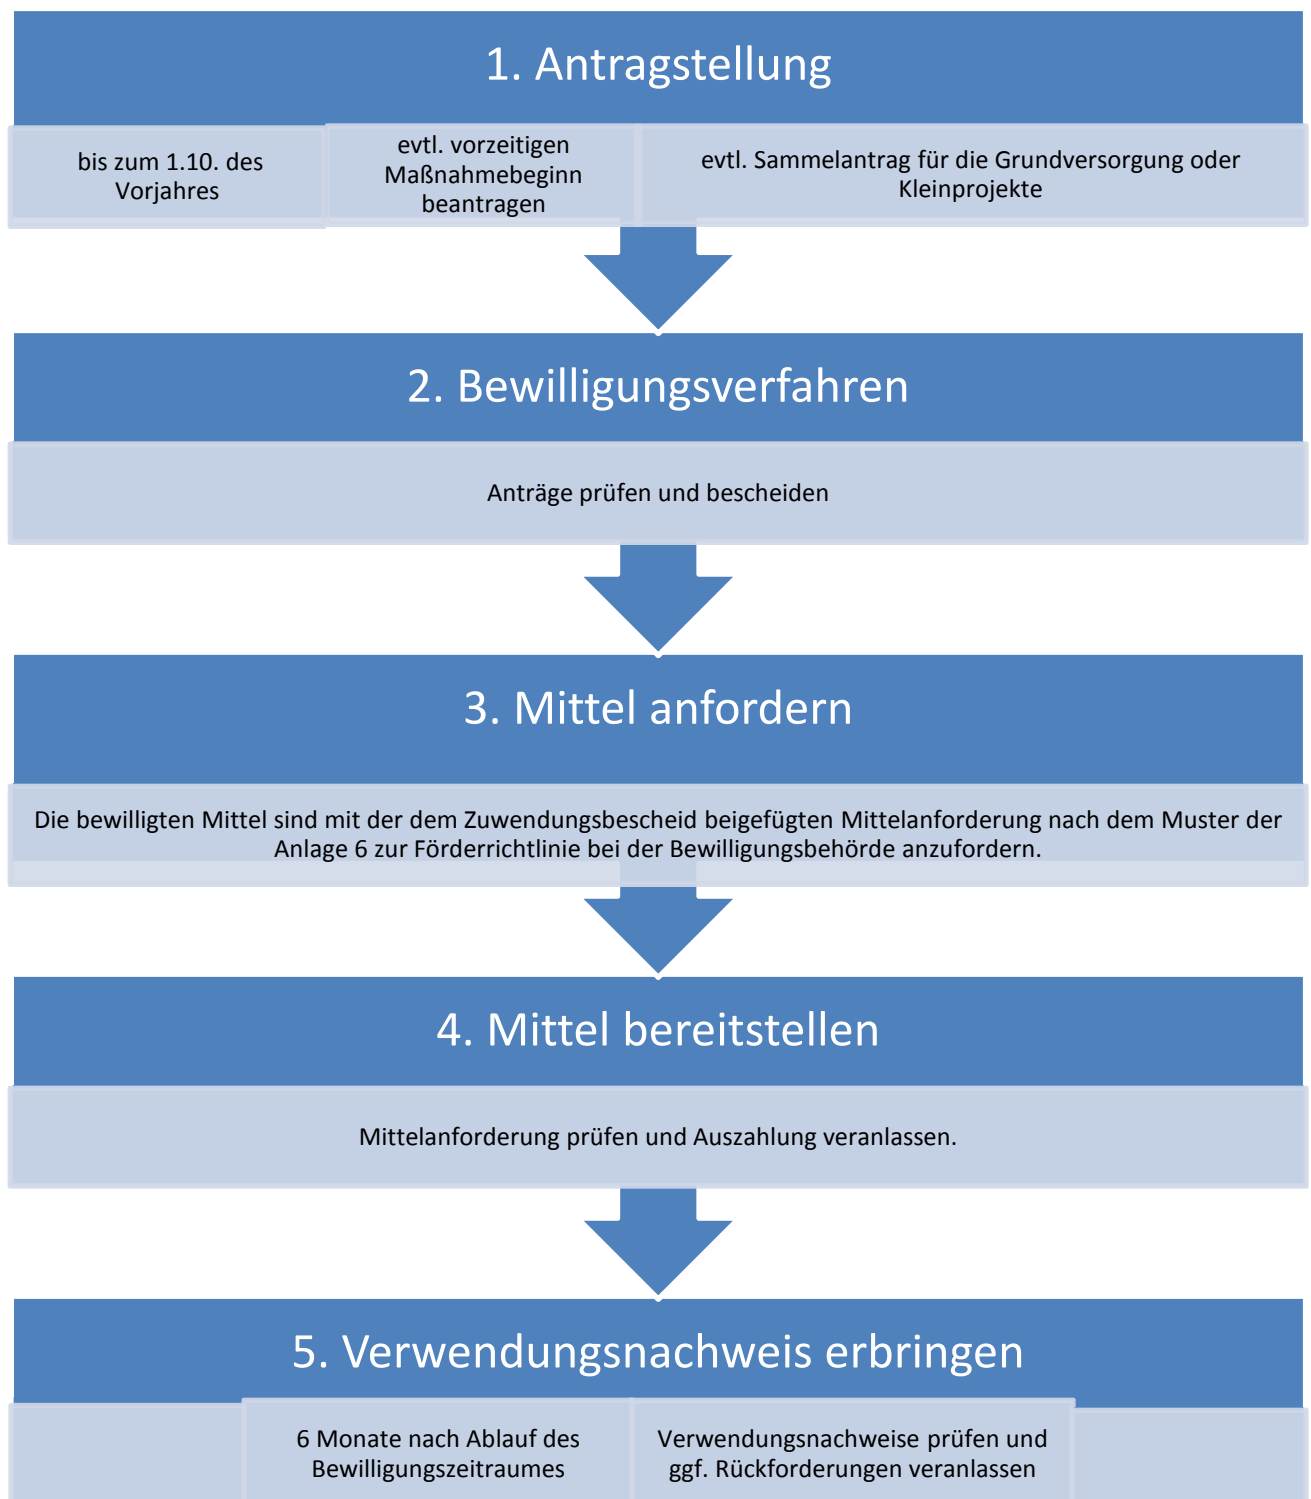 1. Antragstellung
bis zum 1.10. des
Vorjahres
evtl. vorzeitigen
Maßnahmebeginn
beantragen
evtl. Sammelantrag für die Grundversorgung oder
Kleinprojekte
2. Bewilligungsverfahren
Anträge prüfen und bescheiden
3. Mittel anfordern
Die bewilligten Mittel sind mit der dem Zuwendungsbescheid beigefügten Mittelanforderung nach dem Muster der
Anlage 6 zur Förderrichtlinie bei der Bewilligungsbehörde anzufordern.
4. Mittel bereitstellen
Mittelanforderung prüfen und Auszahlung veranlassen.
5. Verwendungsnachweis erbringen
6 Monate nach Ablauf des
Bewilligungszeitraumes
Verwendungsnachweise prüfen und
ggf. Rückforderungen veranlassen